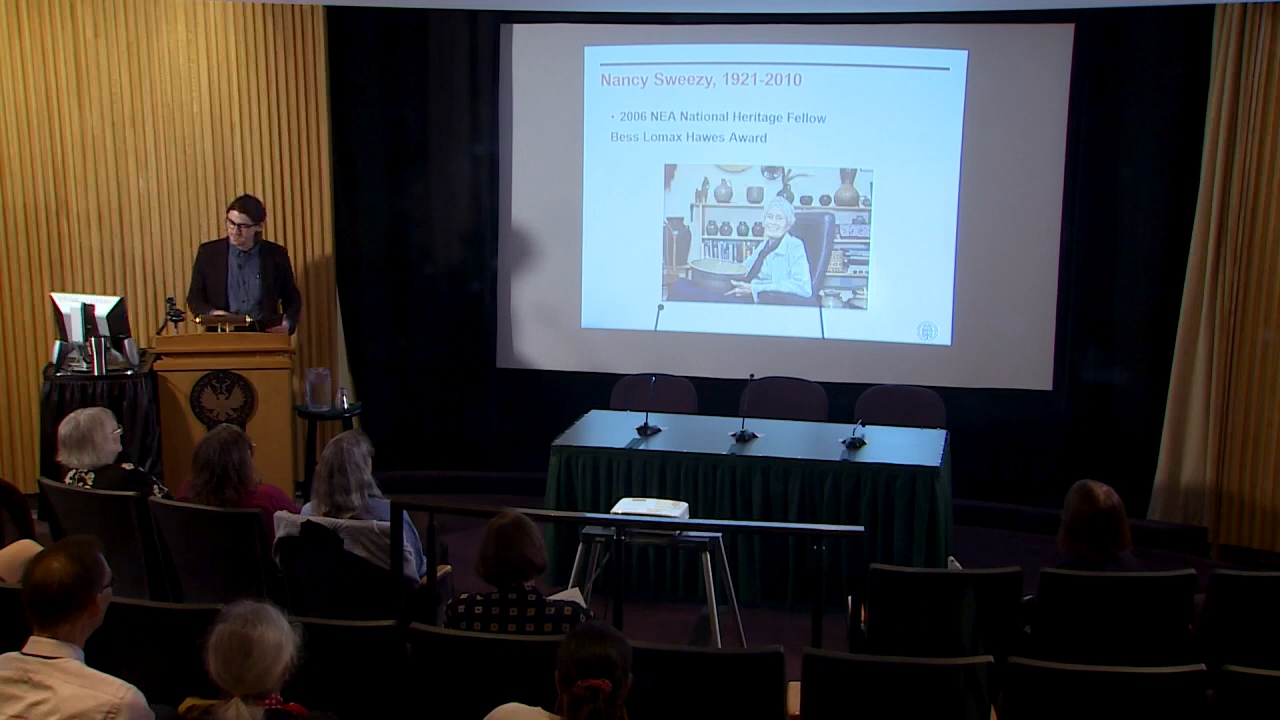 Nancy Sweezy, 1921-2010
• 2006 NEA National Heritage Fellow
Bess Lomax Hawes Award